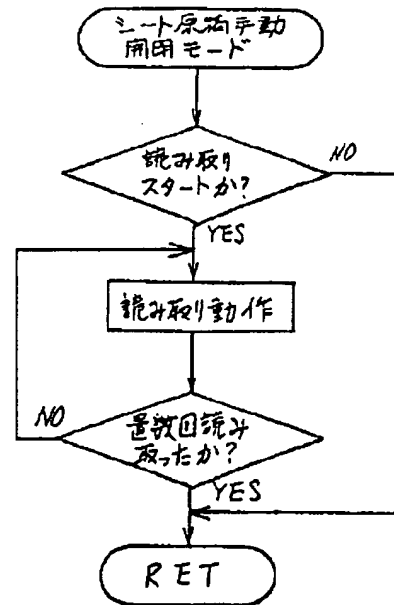 シート原稿手動
開閉モード
読み取り
スタートか?
NO
YES
読み取り動作
NO
置数回読み
取ったか?
YES
RET